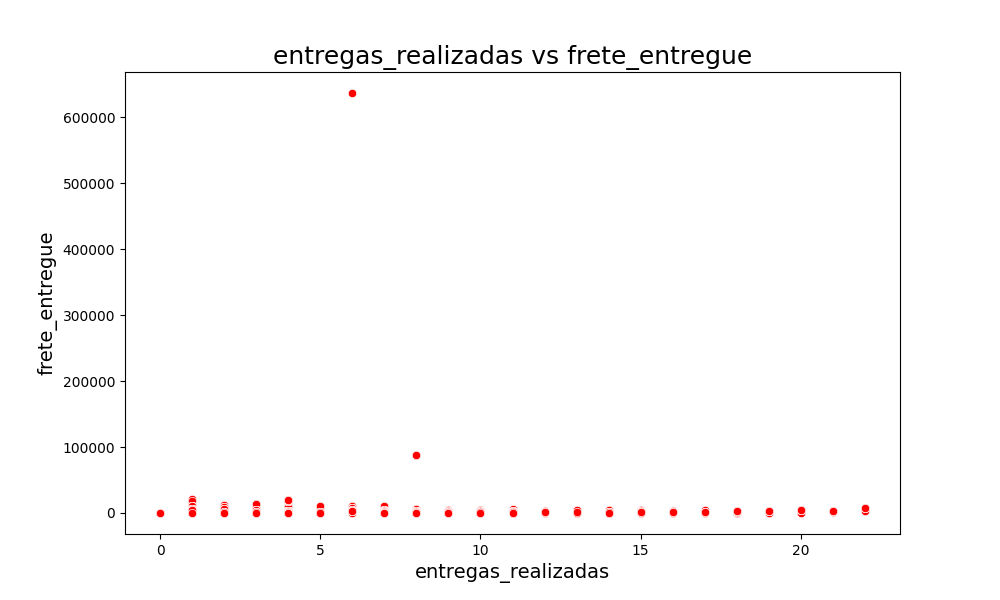 entregas_realizadas vs frete_entregue
600000
500000
400000
300000
200000
100000
0
frete_entregue
0 5 10 15 20
entregas_realizadas